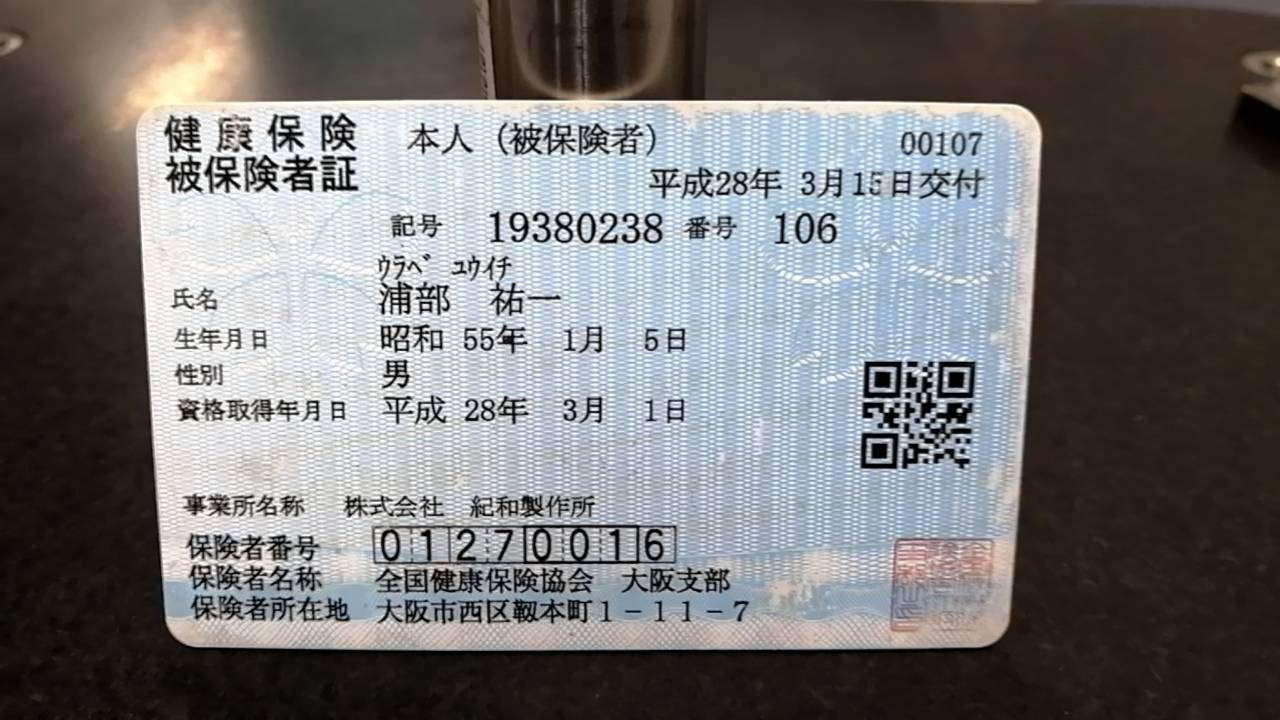 健康保険 本人（被保険者） 00107
被保険者証 平成28年 3月15日交付
記号 19380238 番号 106
ｳﾗﾍﾞ ﾕｳｲﾁ
氏名 浦部 祐一
生年月日 昭和 55年 1月 5日
性別 男
資格取得年月日 平成 28年 3月 1日
事業所名称 株式会社 紀和製作所
保険者番号 01270016
保険者名称 全国健康保険協会 大阪支部
保険者所在地 大阪市西区靱本町1-11-7